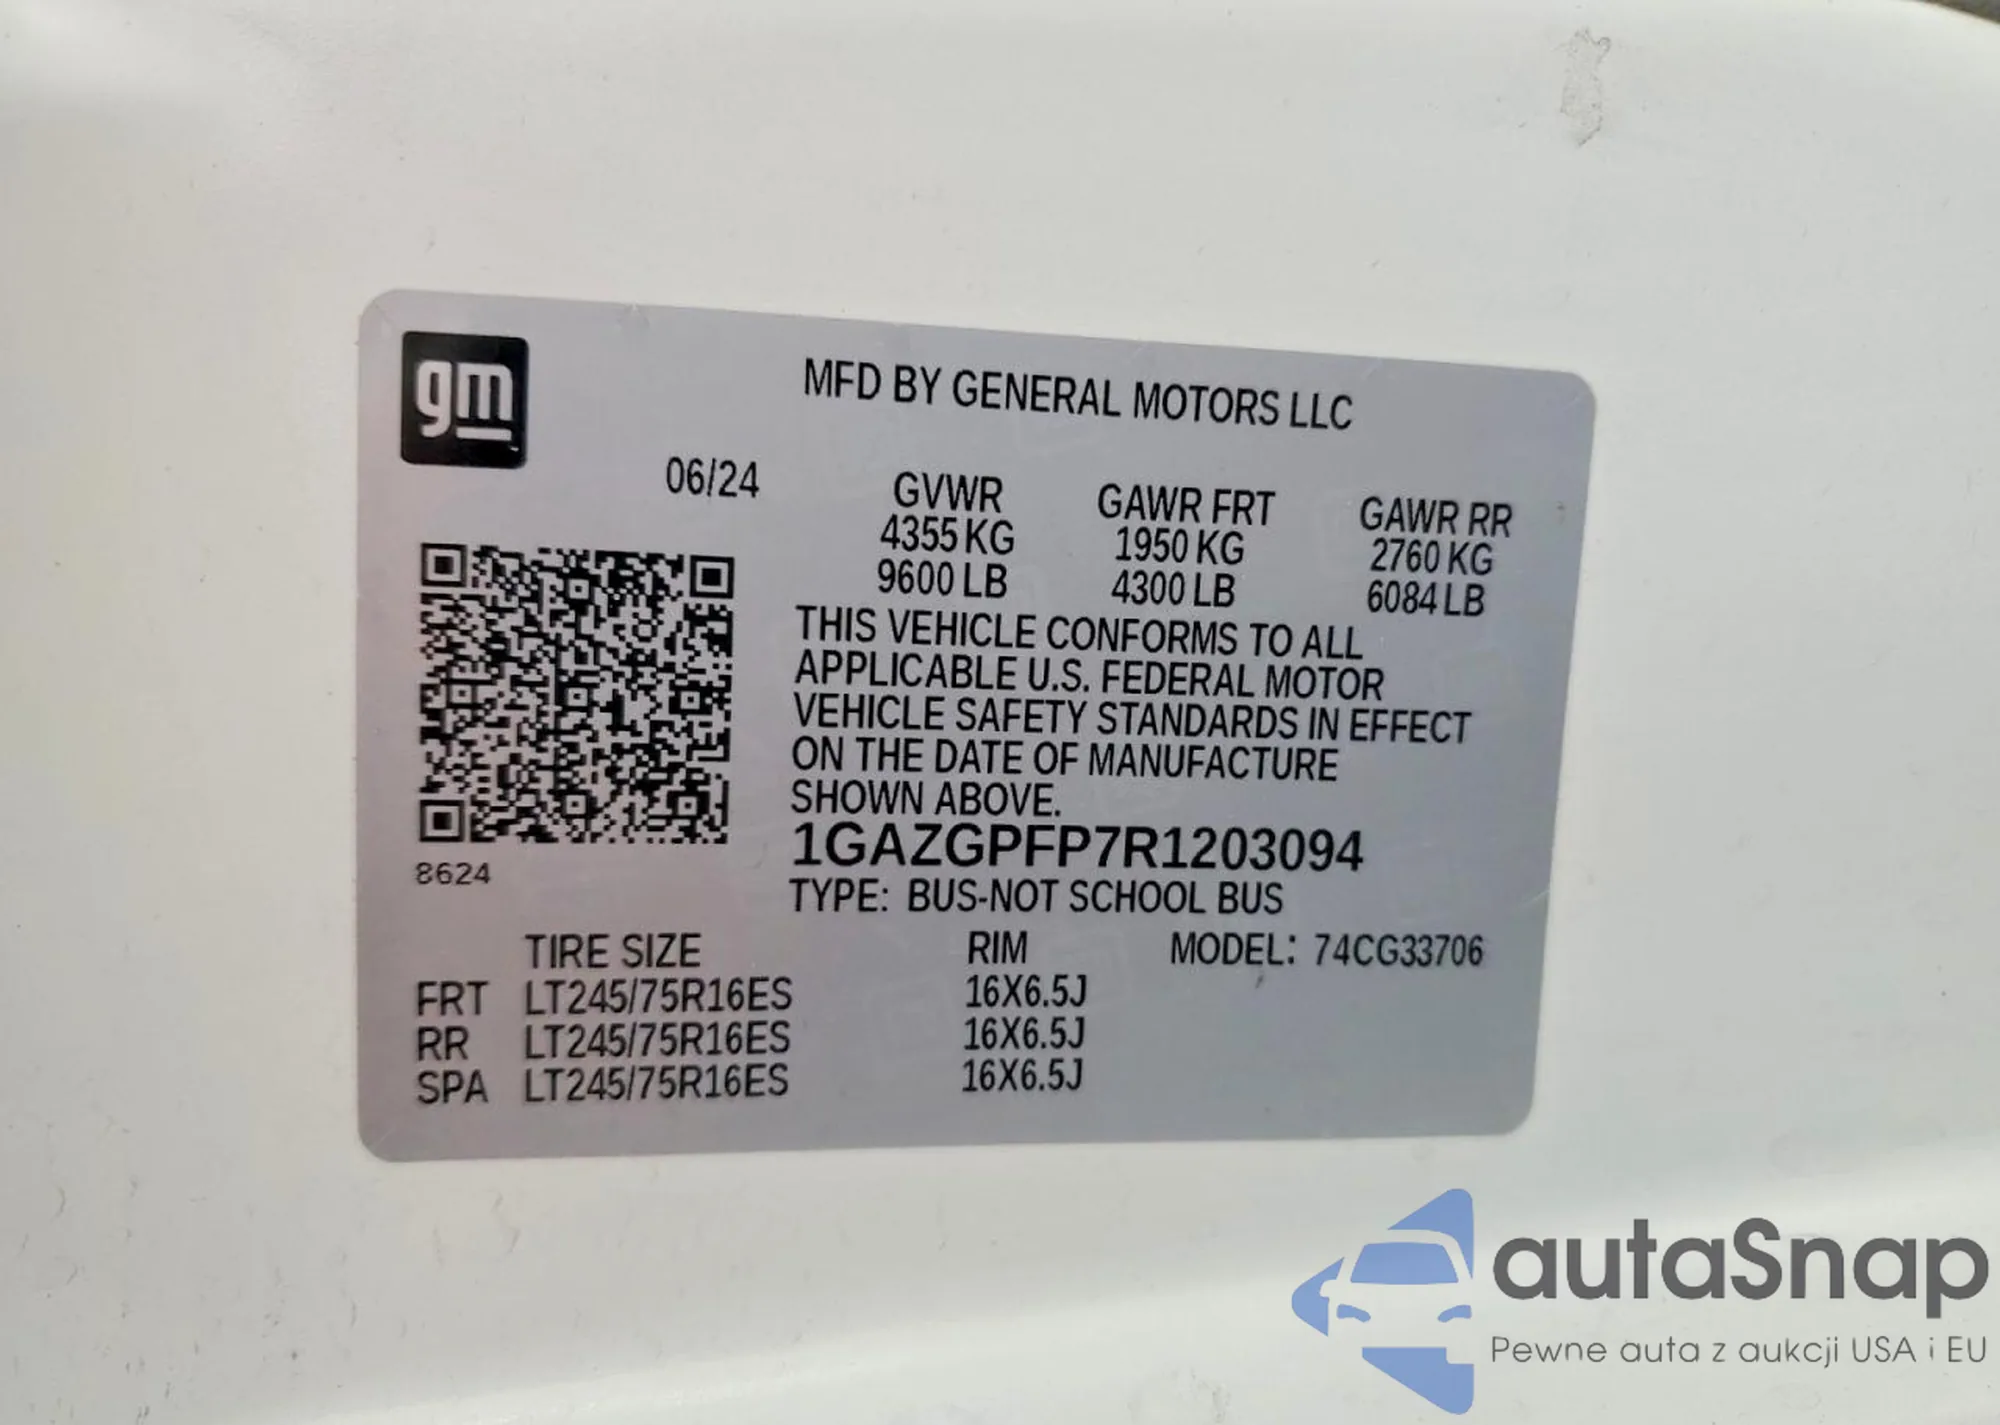 gm
MFD BY GENERAL MOTORS LLC
06/24
GVWR GAWR FRT GAWR RR
4355 KG 1950 KG 2760 KG
9600 LB 4300 LB 6084 LB
THIS VEHICLE CONFORMS TO ALL
APPLICABLE U.S. FEDERAL MOTOR
VEHICLE SAFETY STANDARDS IN EFFECT
ON THE DATE OF MANUFACTURE
SHOWN ABOVE.
1GAZGPFP7R1203094
8624
TYPE: BUS-NOT SCHOOL BUS
TIRE SIZE RIM MODEL: 74CG33706
FRT LT245/75R16ES 16X6.5J
RR LT245/75R16ES 16X6.5J
SPA LT245/75R16ES 16X6.5J
autaSnap
Pewne auta z aukcji USA i EU